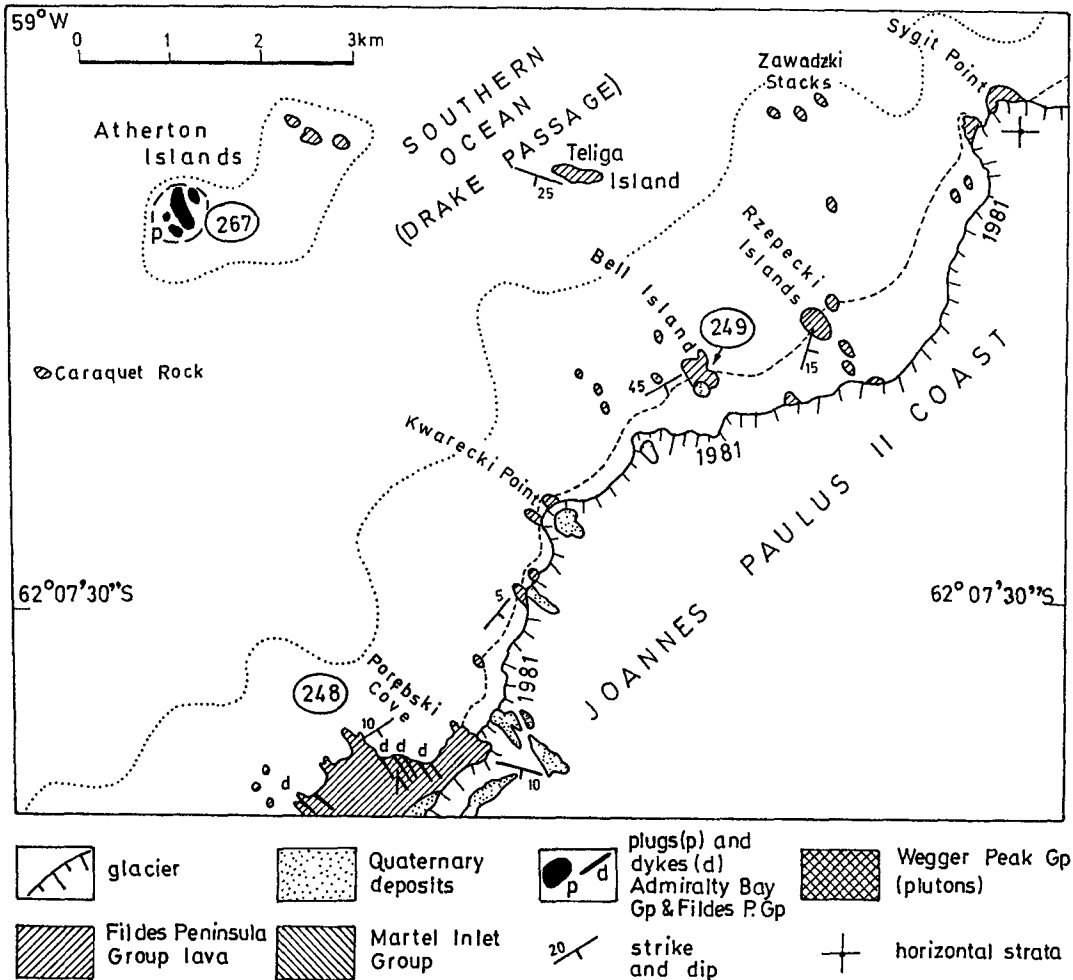 59° W
0 1 2 3km
Atherton
Islands
p
267
SOUTHERN
OCEAN
(DRAKE PASSAGE)
Teliga
Island
25
Zawadzki
Stacks
Sygit Point
Rzepecki
Islands
15
Bell Island
249
45
Caraquet Rock
Kwarecki Point
1981
1981
1981
JOANNES PAULUS II COAST
62° 07'30"S
62° 07'30"S
5
248
Porębski
Cove
10
d d d
d
10
glacier
Quaternary
deposits
p d
plugs(p) and
dykes(d)
Admiralty Bay
Gp & Fildes P. Gp
Wegger Peak Gp
(plutons)
Fildes Peninsula
Group lava
Martel Inlet
Group
20
strike
and dip
horizontal strata